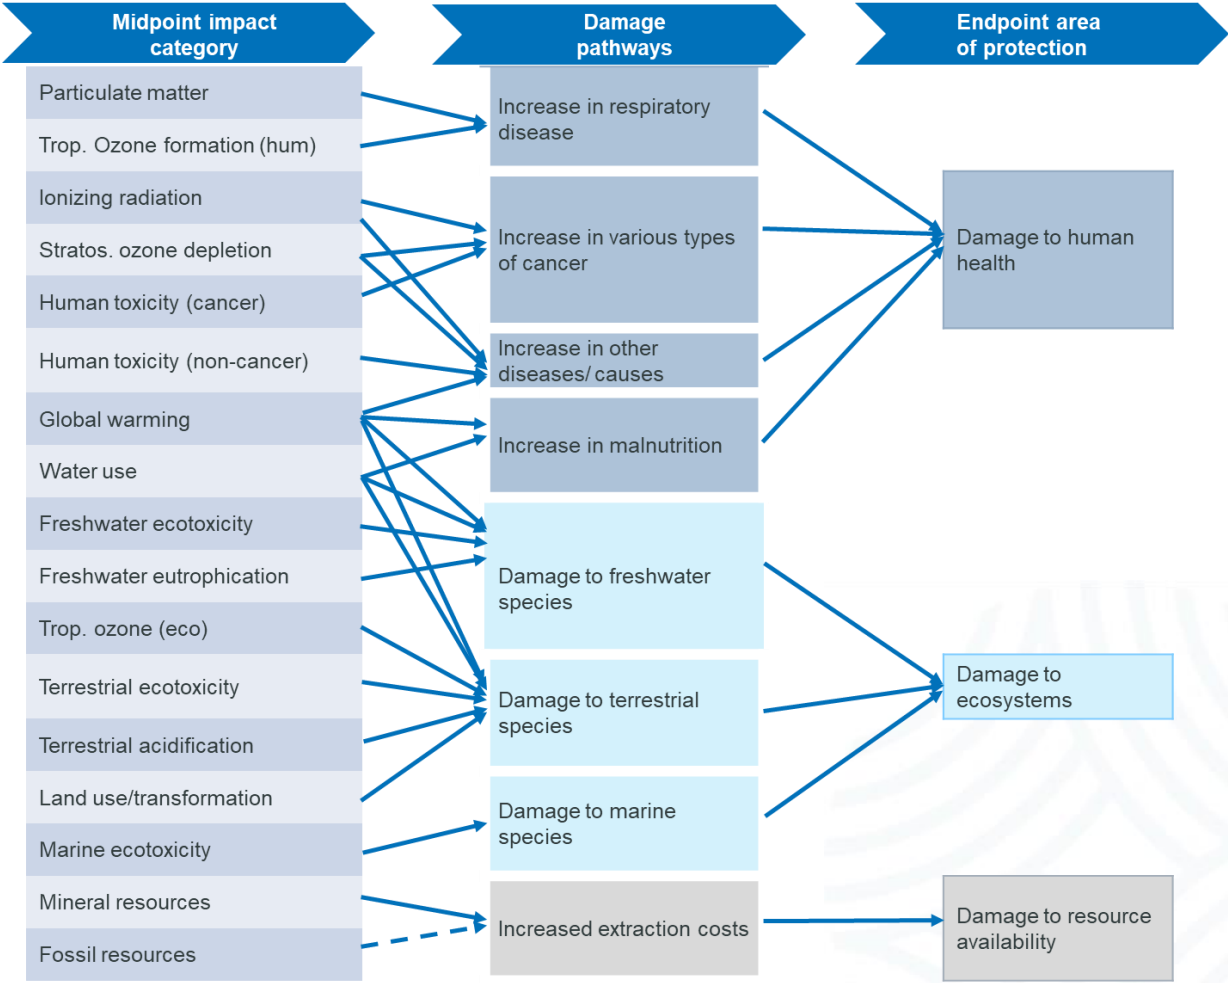 Midpoint impact
category
Damage
pathways
Endpoint area
of protection
Particulate matter
Trop. Ozone formation (hum)
Ionizing radiation
Stratos. ozone depletion
Human toxicity (cancer)
Human toxicity (non-cancer)
Global warming
Water use
Freshwater ecotoxicity
Freshwater eutrophication
Trop. ozone (eco)
Terrestrial ecotoxicity
Terrestrial acidification
Land use/transformation
Marine ecotoxicity
Mineral resources
Fossil resources
Increase in respiratory
disease
Increase in various types
of cancer
Increase in other
diseases/ causes
Increase in malnutrition
Damage to freshwater
species
Damage to terrestrial
species
Damage to marine
species
Increased extraction costs
Damage to human
health
Damage to
ecosystems
Damage to resource
availability